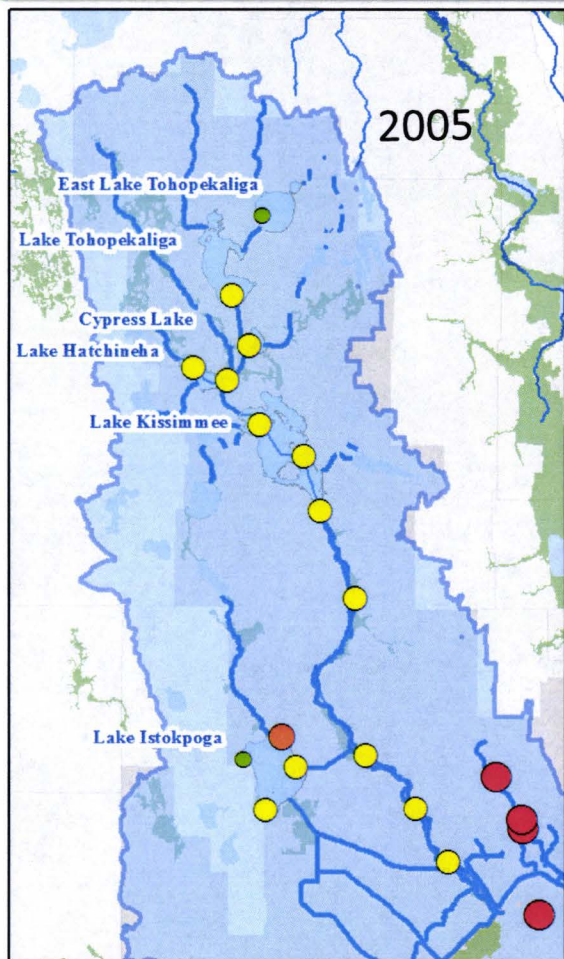 2005
East Lake Tohopekaliga
Lake Tohopekaliga
Cypress Lake
Lake Hatchineha
Lake Kissimmee
Lake Istokpoga